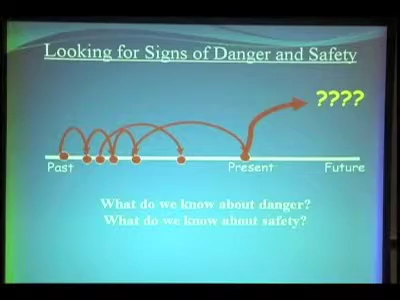 Looking for Signs of Danger and Safety
????
Past Present Future
What do we know about danger?
What do we know about safety?